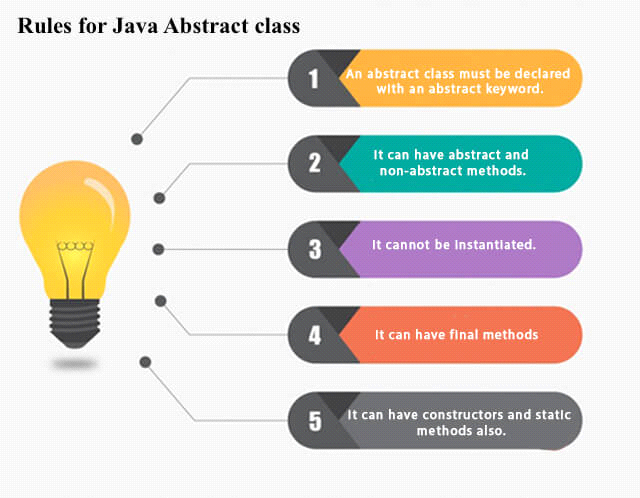 Rules for Java Abstract class
1
An abstract class must be declared
with an abstract keyword.
2
It can have abstract and
non-abstract methods.
3
It cannot be instantiated.
4
It can have final methods
5
It can have constructors and static
methods also.